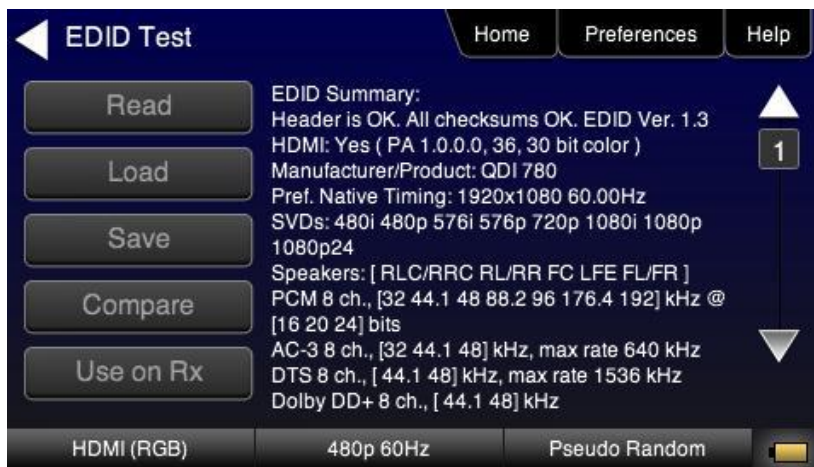 EDID Test
Home
Preferences
Help
Read
Load
Save
Compare
Use on Rx
EDID Summary:
Header is OK. All checksums OK. EDID Ver. 1.3
HDMI: Yes ( PA 1.0.0.0, 36, 30 bit color )
Manufacturer/Product: QDI 780
Pref. Native Timing: 1920x1080 60.00Hz
SVDs: 480i 480p 576i 576p 720p 1080i 1080p
1080p24
Speakers: [ RLC/RRC RL/RR FC LFE FL/FR ]
PCM 8 ch., [32 44.1 48 88.2 96 176.4 192] kHz @
[16 20 24] bits
AC-3 8 ch., [32 44.1 48] kHz, max rate 640 kHz
DTS 8 ch., [ 44.1 48] kHz, max rate 1536 kHz
Dolby DD+ 8 ch., [ 44.1 48] kHz
1
HDMI (RGB)
480p 60Hz
Pseudo Random